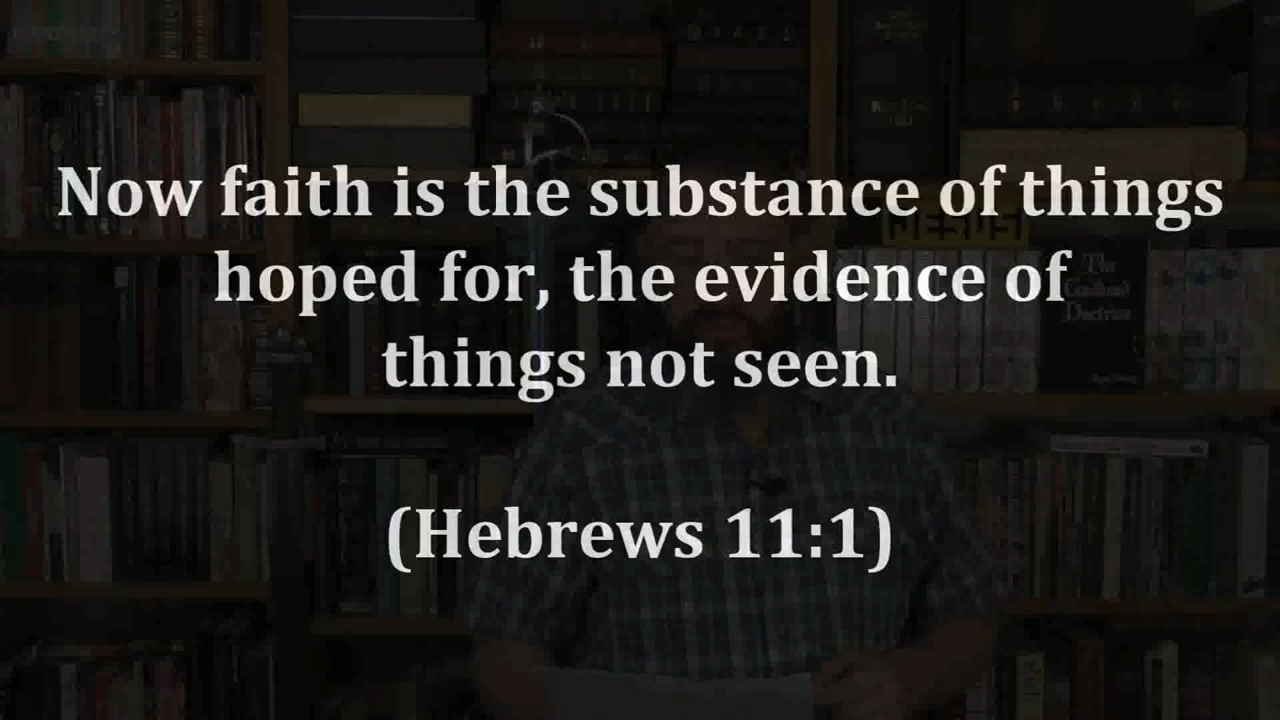 Now faith is the substance of things
hoped for, the evidence of
things not seen.
(Hebrews 11:1)